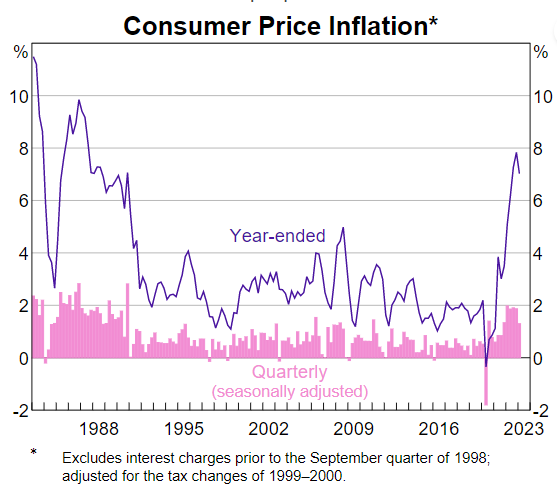 Consumer Price Inflation*
% %
10 10
8 8
6 6
Year-ended
4 4
2 2
0 0
Quarterly
(seasonally adjusted)
-2 -2
1988 1995 2002 2009 2016 2023
* Excludes interest charges prior to the September quarter of 1998;
adjusted for the tax changes of 1999–2000.